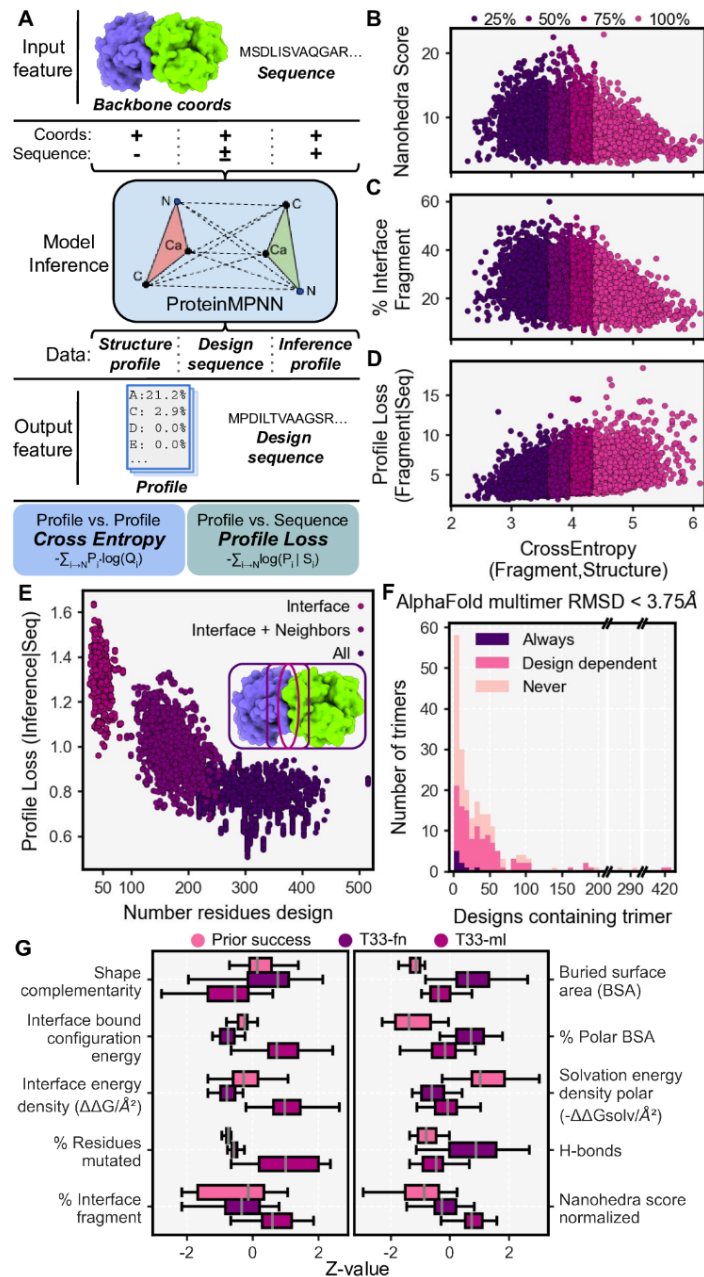 A
Input
feature
MSDLISVAQGAR...
Sequence
Backbone coords
Coords: + + +
Sequence: - ± +
Model
Inference
N
C
Ca
Ca
C
N
ProteinMPNN
Data: Structure profile Design sequence Inference profile
Output
feature
A:21.2%
C: 2.9%
D: 0.0%
E: 0.0%
...
Profile
MPDILTVAAGSR...
Design
sequence
Profile vs. Profile
Cross Entropy
-∑i→N Pi·log(Qi)
Profile vs. Sequence
Profile Loss
-∑i→N log(Pi | Si)
B
25% 50% 75% 100%
Nanohedra Score
20
10
C
% Interface
Fragment
60
40
20
D
Profile Loss
(Fragment|Seq)
15
10
5
2 3 4 5 6
CrossEntropy
(Fragment,Structure)
E
Interface
Interface + Neighbors
All
Profile Loss (Inference|Seq)
1.6
1.4
1.2
1.0
0.8
0.6
50 100 200 300 400 500
Number residues design
F
AlphaFold multimer RMSD < 3.75Å
Always
Design dependent
Never
Number of trimers
60
50
40
30
20
10
0
0 50 100 150 200 290 420
Designs containing trimer
G
Prior success T33-fn T33-ml
Shape
complementarity
Interface bound
configuration
energy
Interface energy
density (ΔΔG/Å²)
% Residues
mutated
% Interface
fragment
Buried surface
area (BSA)
% Polar BSA
Solvation energy
density polar
(-ΔΔGsolv/Å²)
H-bonds
Nanohedra score
normalized
-2 0 2
-2 0 2
Z-value